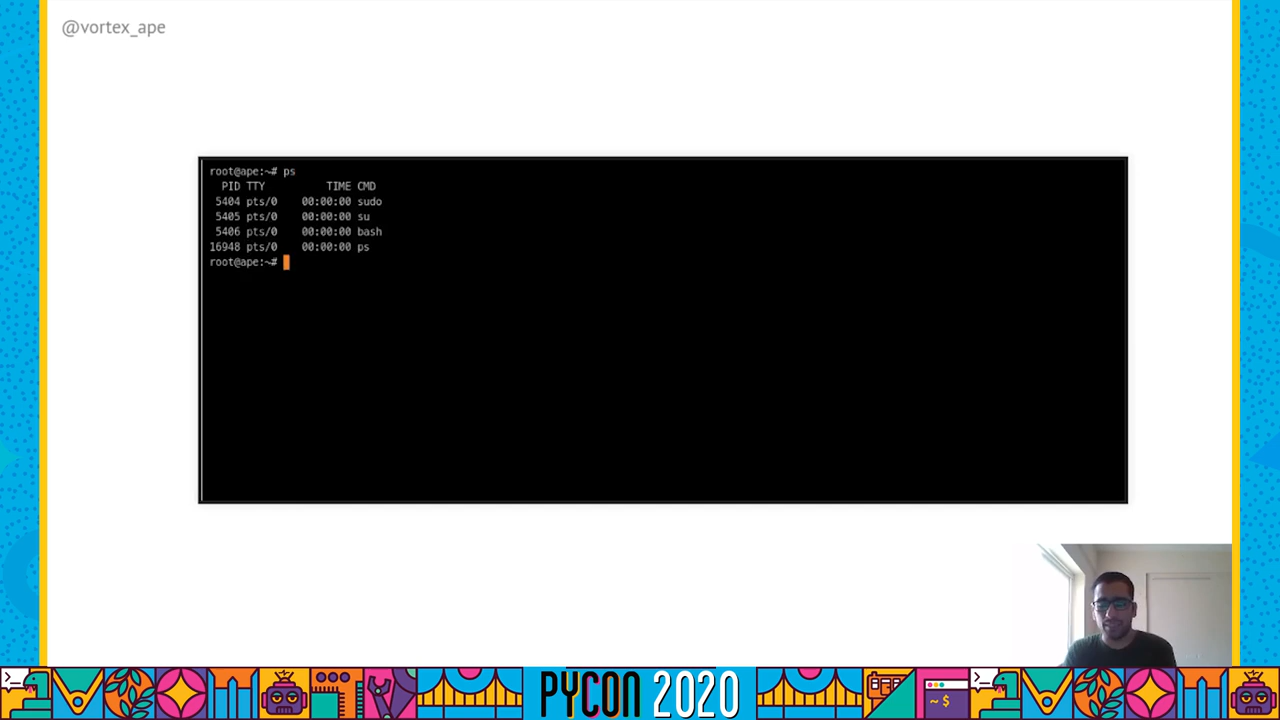 @vortex_ape
root@ape:~# ps
  PID TTY          TIME CMD
 5404 pts/0    00:00:00 sudo
 5405 pts/0    00:00:00 su
 5406 pts/0    00:00:00 bash
16948 pts/0    00:00:00 ps
root@ape:~#
PYCON 2020
~$